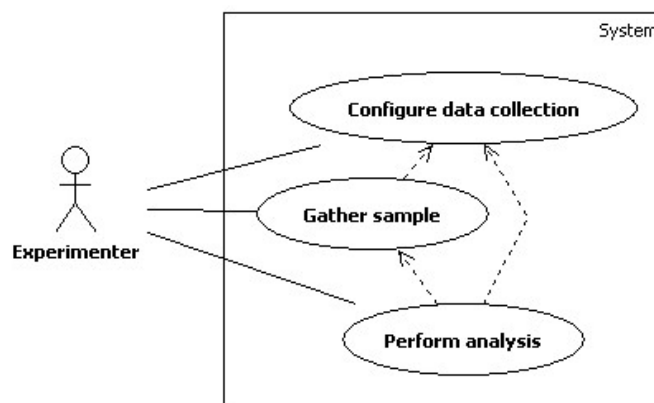 System
Configure data collection
Gather sample
Experimenter
Perform analysis